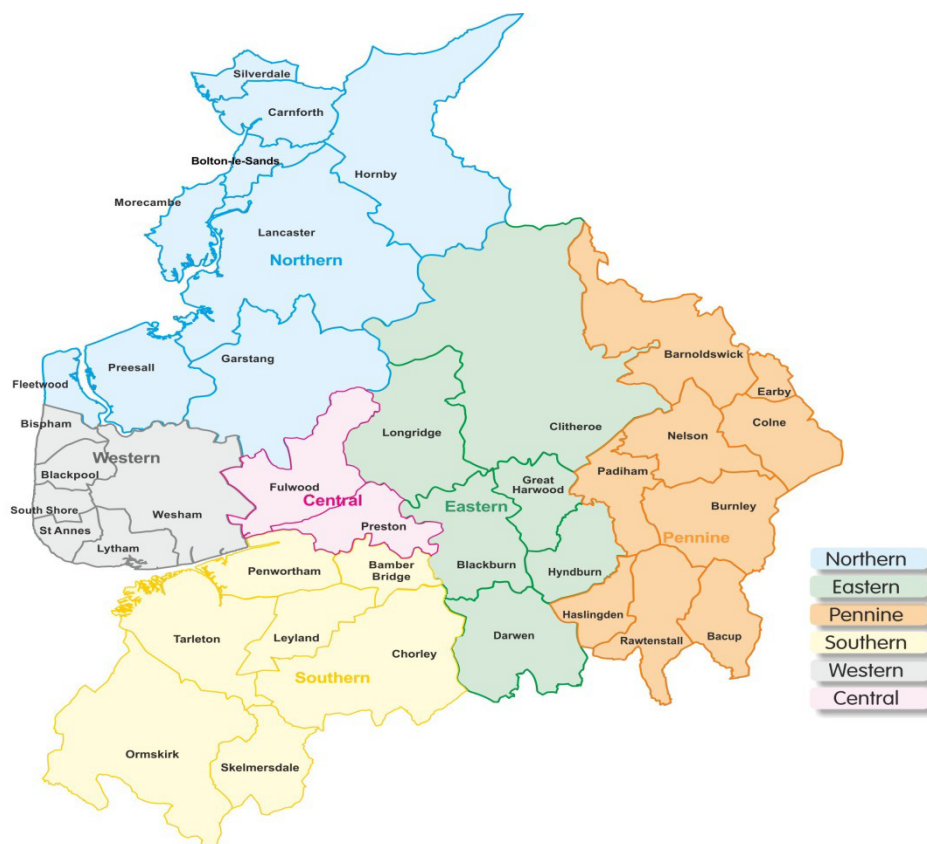 Silverdale
Carnforth
Bolton-le-Sands
Hornby
Morecambe
Lancaster
Northern
Garstang
Preesall
Fleetwood
Barnoldswick
Earby
Bispham
Colne
Longridge
Clitheroe
Nelson
Western
Blackpool
Padiham
Great
Harwood
Fulwood
Central
Eastern
Burnley
South Shore
Wesham
St Annes
Preston
Pennine
Lytham
Blackburn
Hyndburn
Penwortham
Bamber
Bridge
Haslingden
Tarleton
Leyland
Darwen
Rawtenstall
Bacup
Chorley
Southern
Ormskirk
Skelmersdale
Northern
Eastern
Pennine
Southern
Western
Central